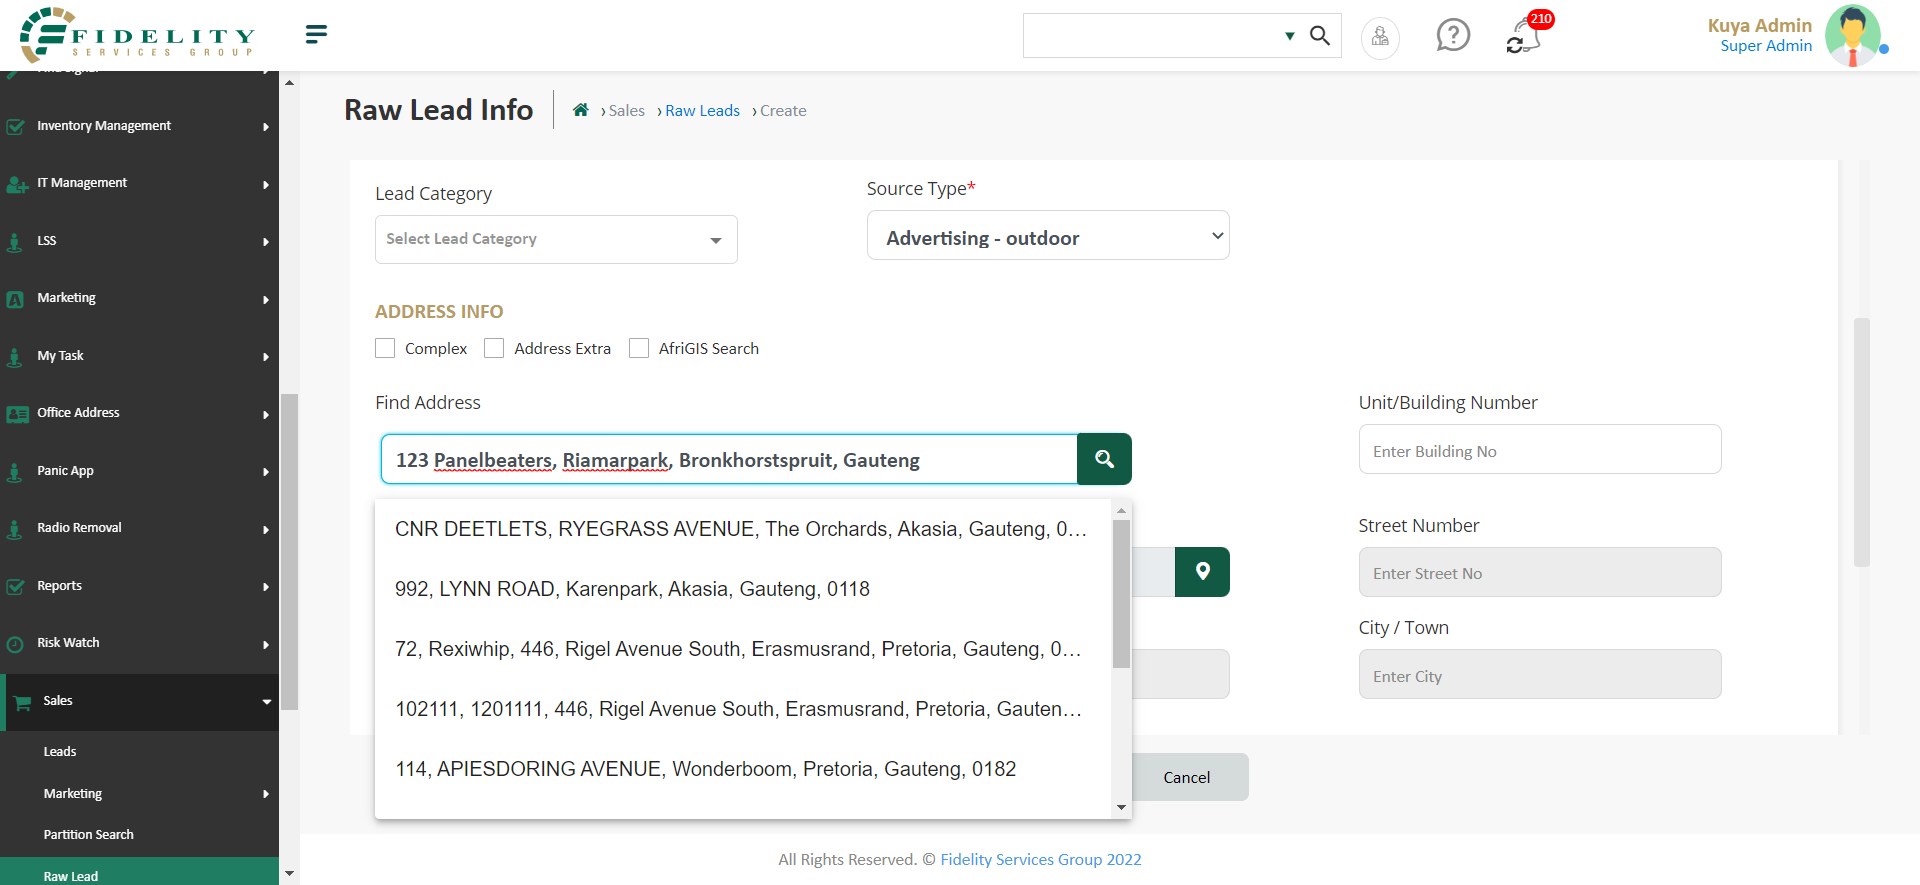 FIDELITY
SERVICES GROUP
210
Kuya Admin
Super Admin
Inventory Management
IT Management
LSS
Marketing
My Task
Office Address
Panic App
Radio Removal
Reports
Risk Watch
Sales
Leads
Marketing
Partition Search
Raw Lead
Raw Lead Info
› Sales › Raw Leads › Create
Lead Category
Select Lead Category
Source Type*
Advertising - outdoor
ADDRESS INFO
Complex
Address Extra
AfriGIS Search
Find Address
123 Panelbeaters, Riamarpark, Bronkhorstspruit, Gauteng
CNR DEETLETS, RYEGRASS AVENUE, The Orchards, Akasia, Gauteng, 0...
992, LYNN ROAD, Karenpark, Akasia, Gauteng, 0118
72, Rexiwhip, 446, Rigel Avenue South, Erasmusrand, Pretoria, Gauteng, 0...
102111, 1201111, 446, Rigel Avenue South, Erasmusrand, Pretoria, Gauten...
114, APIESDORING AVENUE, Wonderboom, Pretoria, Gauteng, 0182
Unit/Building Number
Enter Building No
Street Number
Enter Street No
City / Town
Enter City
Cancel
All Rights Reserved. © Fidelity Services Group 2022